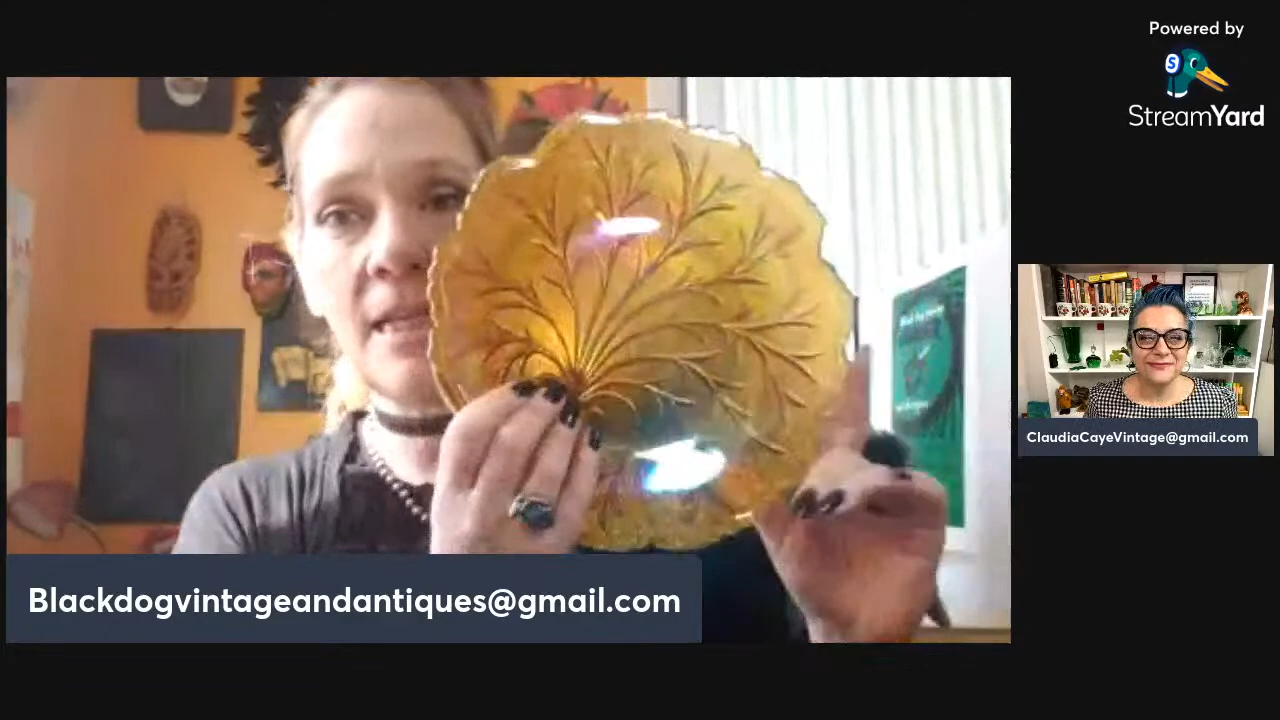 Powered by
S
StreamYard
ClaudiaCayeVintage@gmail.com
Blackdogvintageandantiques@gmail.com